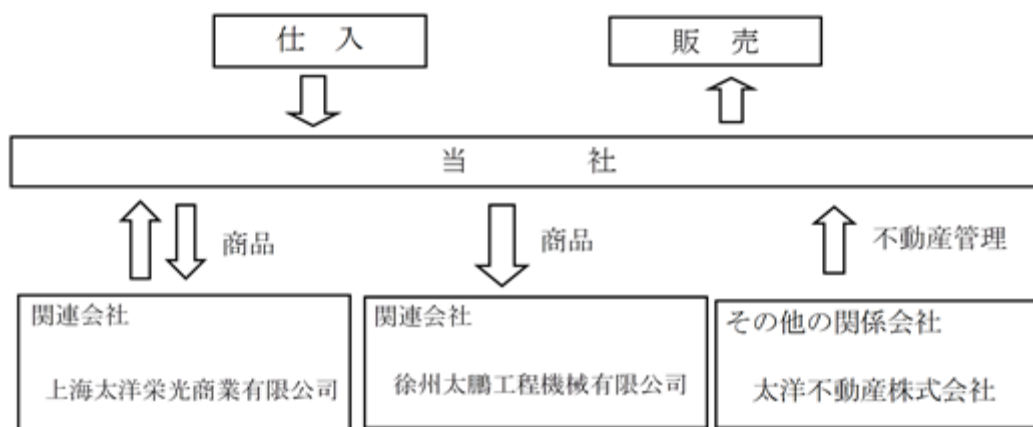 仕 入
販 売
当 社
商品
商品
不動産管理
関連会社
上海太洋栄光商業有限公司
関連会社
徐州太鵬工程機械有限公司
その他の関係会社
太洋不動産株式会社